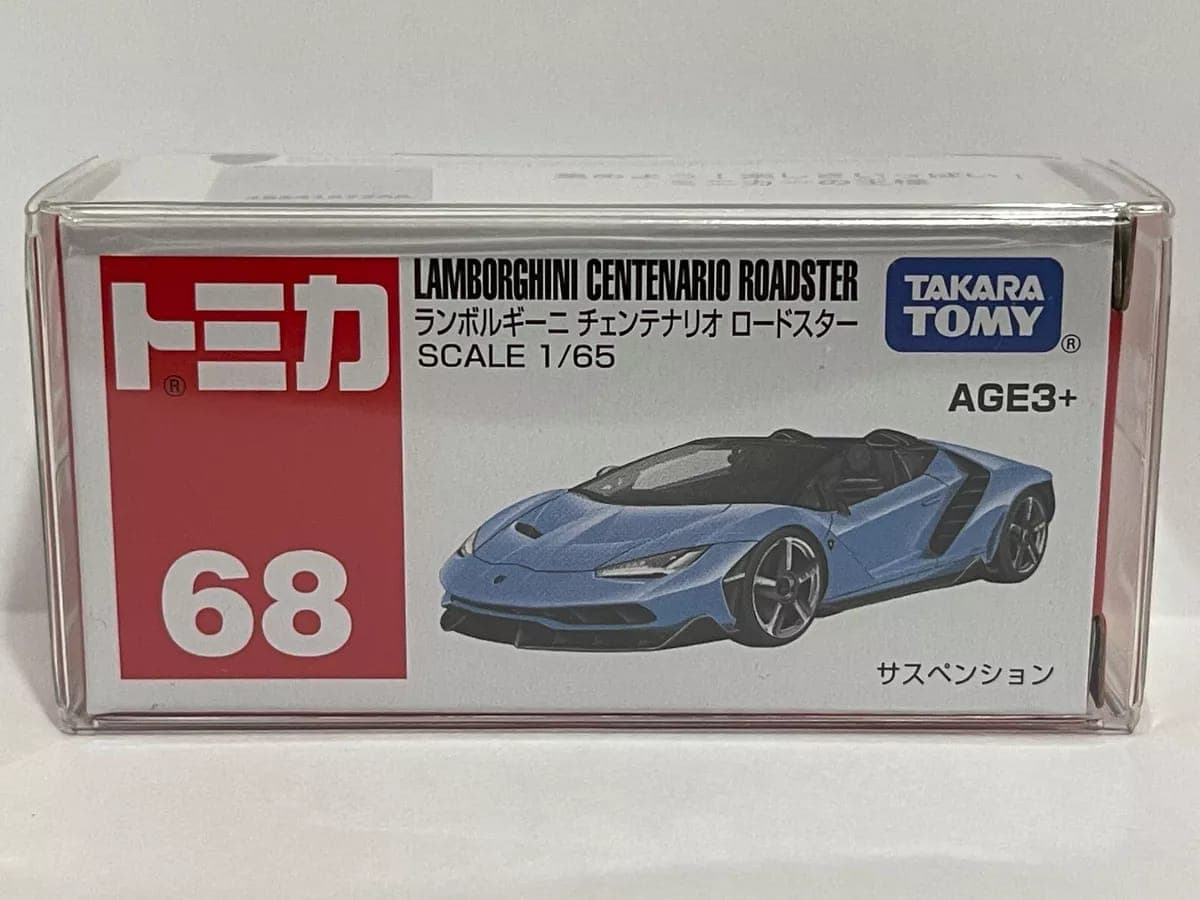 トミカ®
68
LAMBORGHINI CENTENARIO ROADSTER
ランボルギーニ チェンテナリオ ロードスター
SCALE 1/65
TAKARA
TOMY®
AGE3+
サスペンション